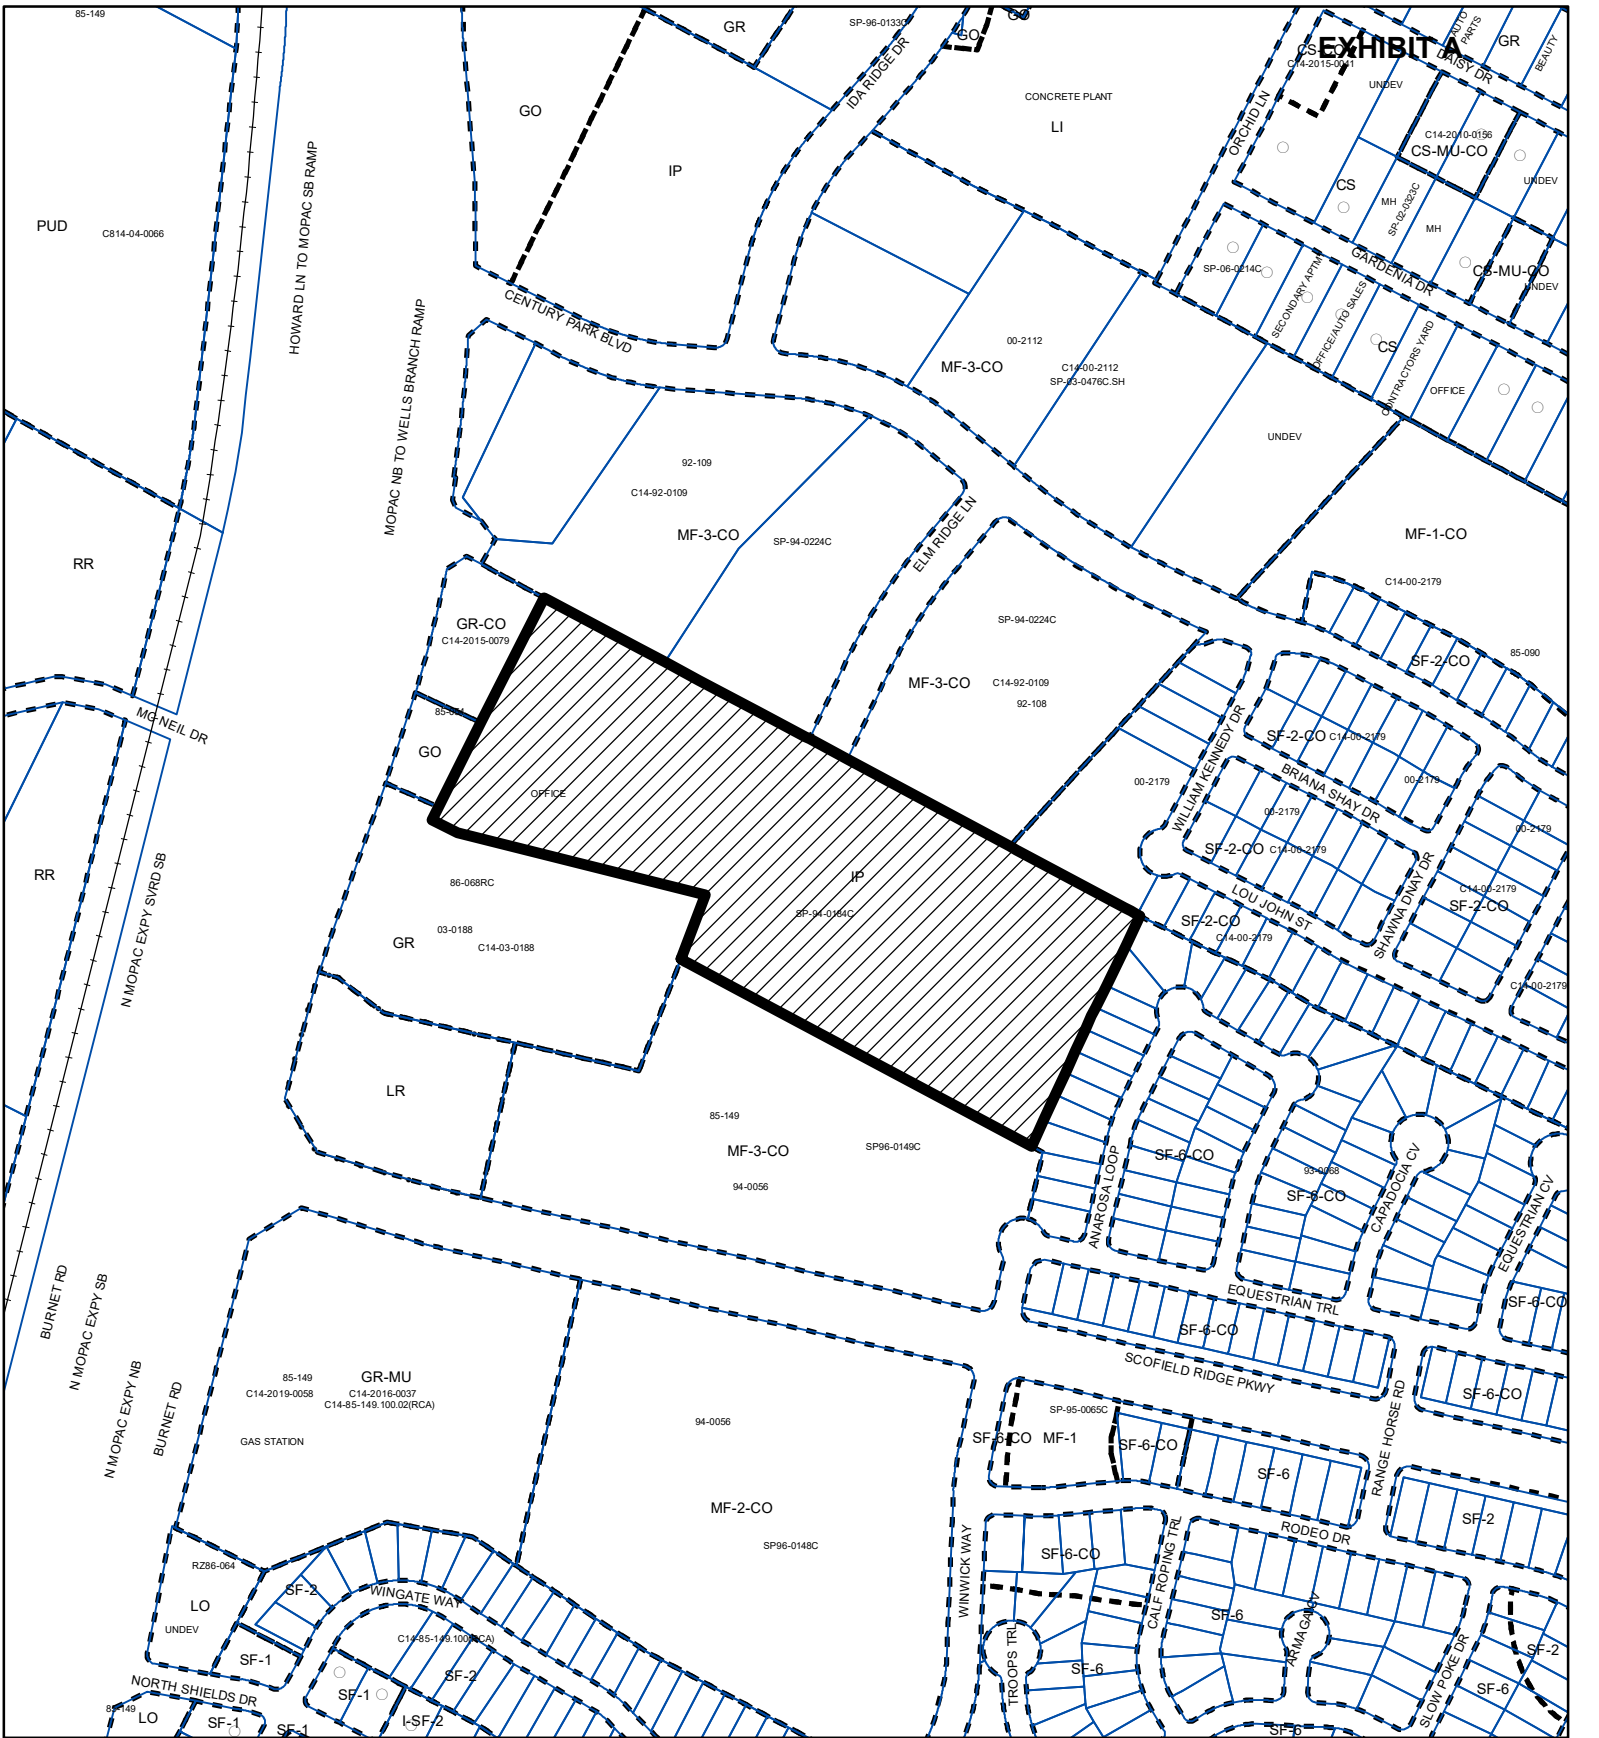 85-149
GR
SP-96-0133C
GO
GO
EXHIBIT A
CS-CO
C14-2015-0041
AUTO PARTS
GR
BEAUTY
DAISY DR
UNDEV
GO
IDA RIDGE DR
CONCRETE PLANT
LI
ORCHID LN
C14-2010-0156
CS-MU-CO
IP
CS
UNDEV
MH
SP-02-0323C
MH
PUD
C814-04-0066
HOWARD LN TO MOPAC SB RAMP
GARDENIA DR
SP-06-0214C
CS-MU-CO
UNDEV
SECONDARY APTM
OFFICE/AUTO SALES
CENTURY PARK BLVD
MOPAC NB TO WELLS BRANCH RAMP
00-2112
MF-3-CO
C14-00-2112
SP-03-0476C.SH
CS
CONTRACTORS YARD
OFFICE
UNDEV
92-109
C14-92-0109
MF-3-CO
SP-94-0224C
ELM RIDGE LN
MF-1-CO
C14-00-2179
RR
GR-CO
C14-2015-0079
SP-94-0224C
SF-2-CO
85-090
MF-3-CO
C14-92-0109
92-108
MC NEIL DR
GO
WILLIAM KENNEDY DR
SF-2-CO
C14-00-2179
00-2179
BRIANA SHAY DR
00-2179
00-2179
00-2179
OFFICE
SF-2-CO
C14-00-2179
RR
N MOPAC EXPY SVRD SB
86-068RC
IP
SP-94-0184C
LOU JOHN ST
SHAWNA DNAY DR
C14-00-2179
SF-2-CO
SF-2-CO
C14-00-2179
03-0188
GR
C14-03-0188
C14-00-2179
LR
85-149
MF-3-CO
SP96-0149C
94-0056
ANAROSA LOOP
SF-6-CO
93-0068
SF-6-CO
CAPADOCIA CV
EQUESTRIAN CV
BURNET RD
N MOPAC EXPY SB
EQUESTRIAN TRL
SF-6-CO
SF-6-CO
SCOFIELD RIDGE PKWY
N MOPAC EXPY NB
BURNET RD
85-149
C14-2019-0058
GR-MU
C14-2016-0037
C14-85-149.100.02(RCA)
GAS STATION
94-0056
SP-95-0065C
SF-6-CO
MF-1
SF-6-CO
SF-6
RANGE HORSE RD
SF-6-CO
MF-2-CO
SP96-0148C
SF-2
RODEO DR
WINWICK WAY
SF-6-CO
CALF ROPING TRL
RZ86-064
LO
UNDEV
SF-2
WINGATE WAY
SF-6
ARMAGA CV
C14-85-149.100(RCA)
SF-1
SF-2
TROOPS TRL
SF-6
SLOW POKE DR
SF-2
SF-6
NORTH SHIELDS DR
SF-1
85-149
LO
SF-1
SF-1
I-SF-2
SF-6